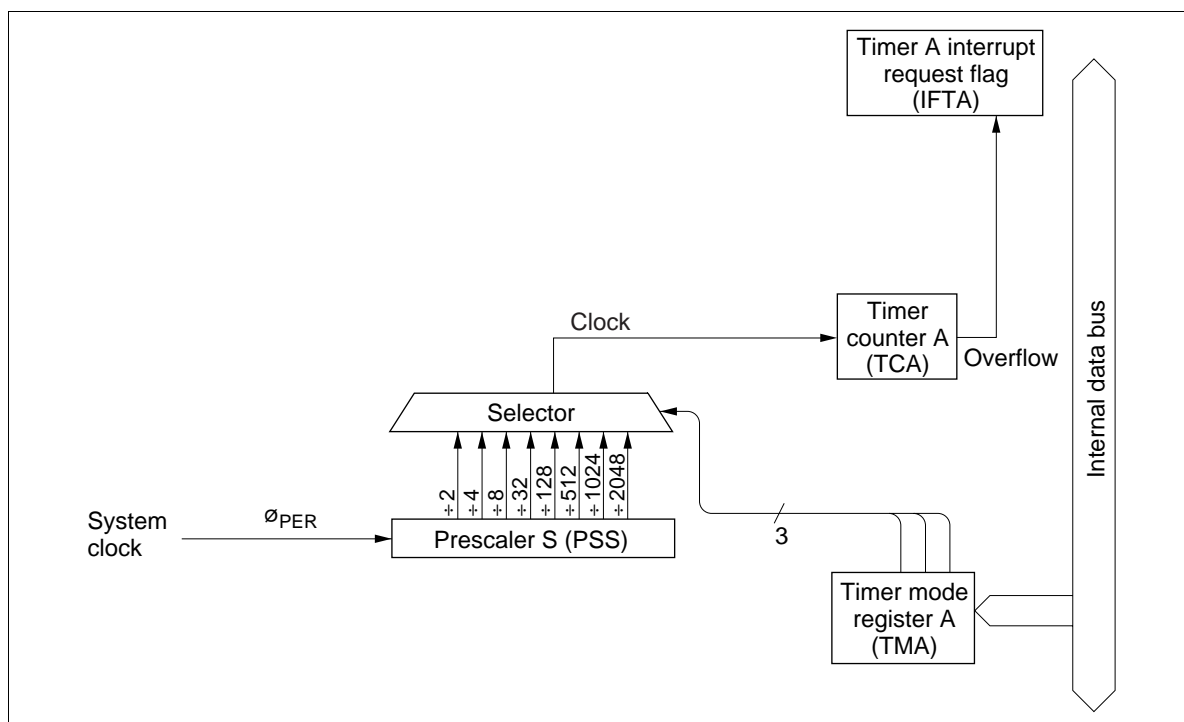 Timer A interrupt
request flag
(IFTA)
Internal data bus
Clock
Timer
counter A
(TCA)
Overflow
Selector
÷2
÷4
÷8
÷32
÷128
÷512
÷1024
÷2048
System
clock
øPER
Prescaler S (PSS)
3
Timer mode
register A
(TMA)